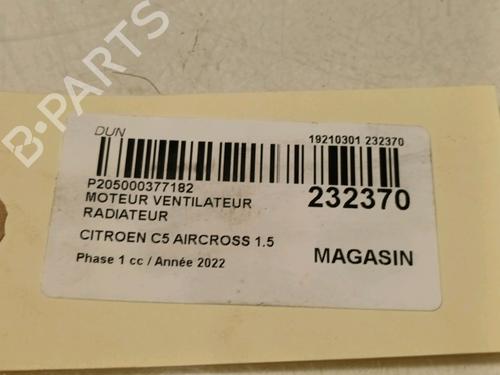 DUN
19210301 232370
P205000377182
MOTEUR VENTILATEUR
RADIATEUR
232370
CITROEN C5 AIRCROSS 1.5
MAGASIN
Phase 1 cc / Année 2022
B-PARTS